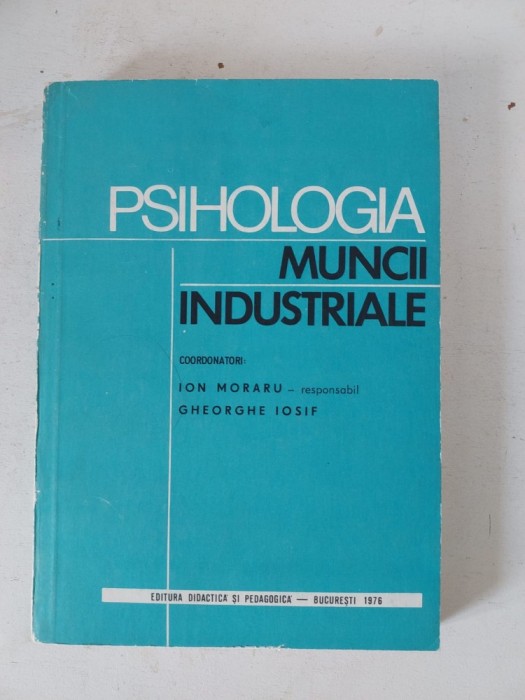 PSIHOLOGIA
MUNCII
INDUSTRIALE
COORDONATORI:
ION MORARU – responsabil
GHEORGHE IOSIF
EDITURA DIDACTICĂ ȘI PEDAGOGICĂ — BUCUREȘTI 1976